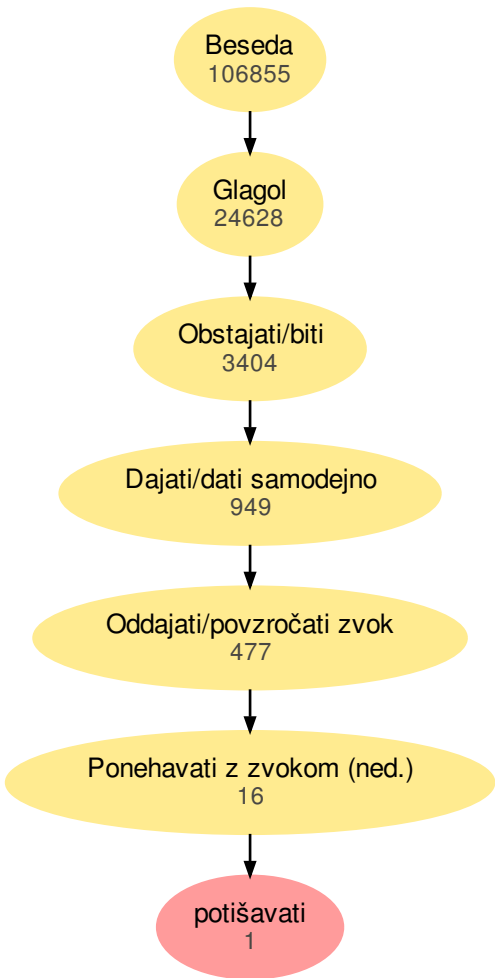 Beseda
106855
Glagol
24628
Obstajati/biti
3404
Dajati/dati samodejno
949
Oddajati/povzročati zvok
477
Ponehavati z zvokom (ned.)
16
potišavati
1